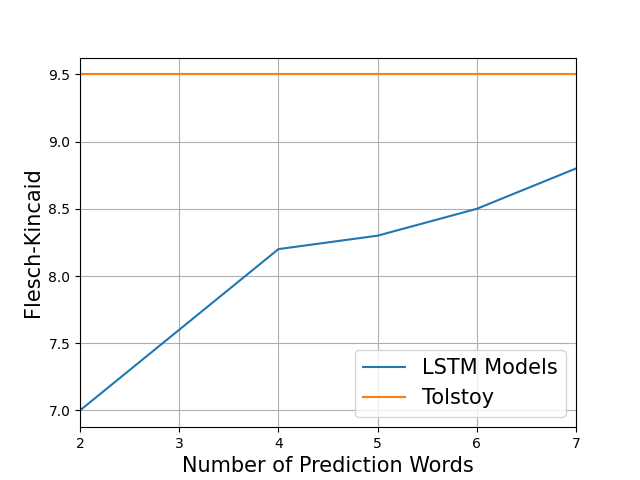 9.5
9.0
8.5
8.0
7.5
7.0
Flesch-Kincaid
2 3 4 5 6 7
Number of Prediction Words
LSTM Models
Tolstoy